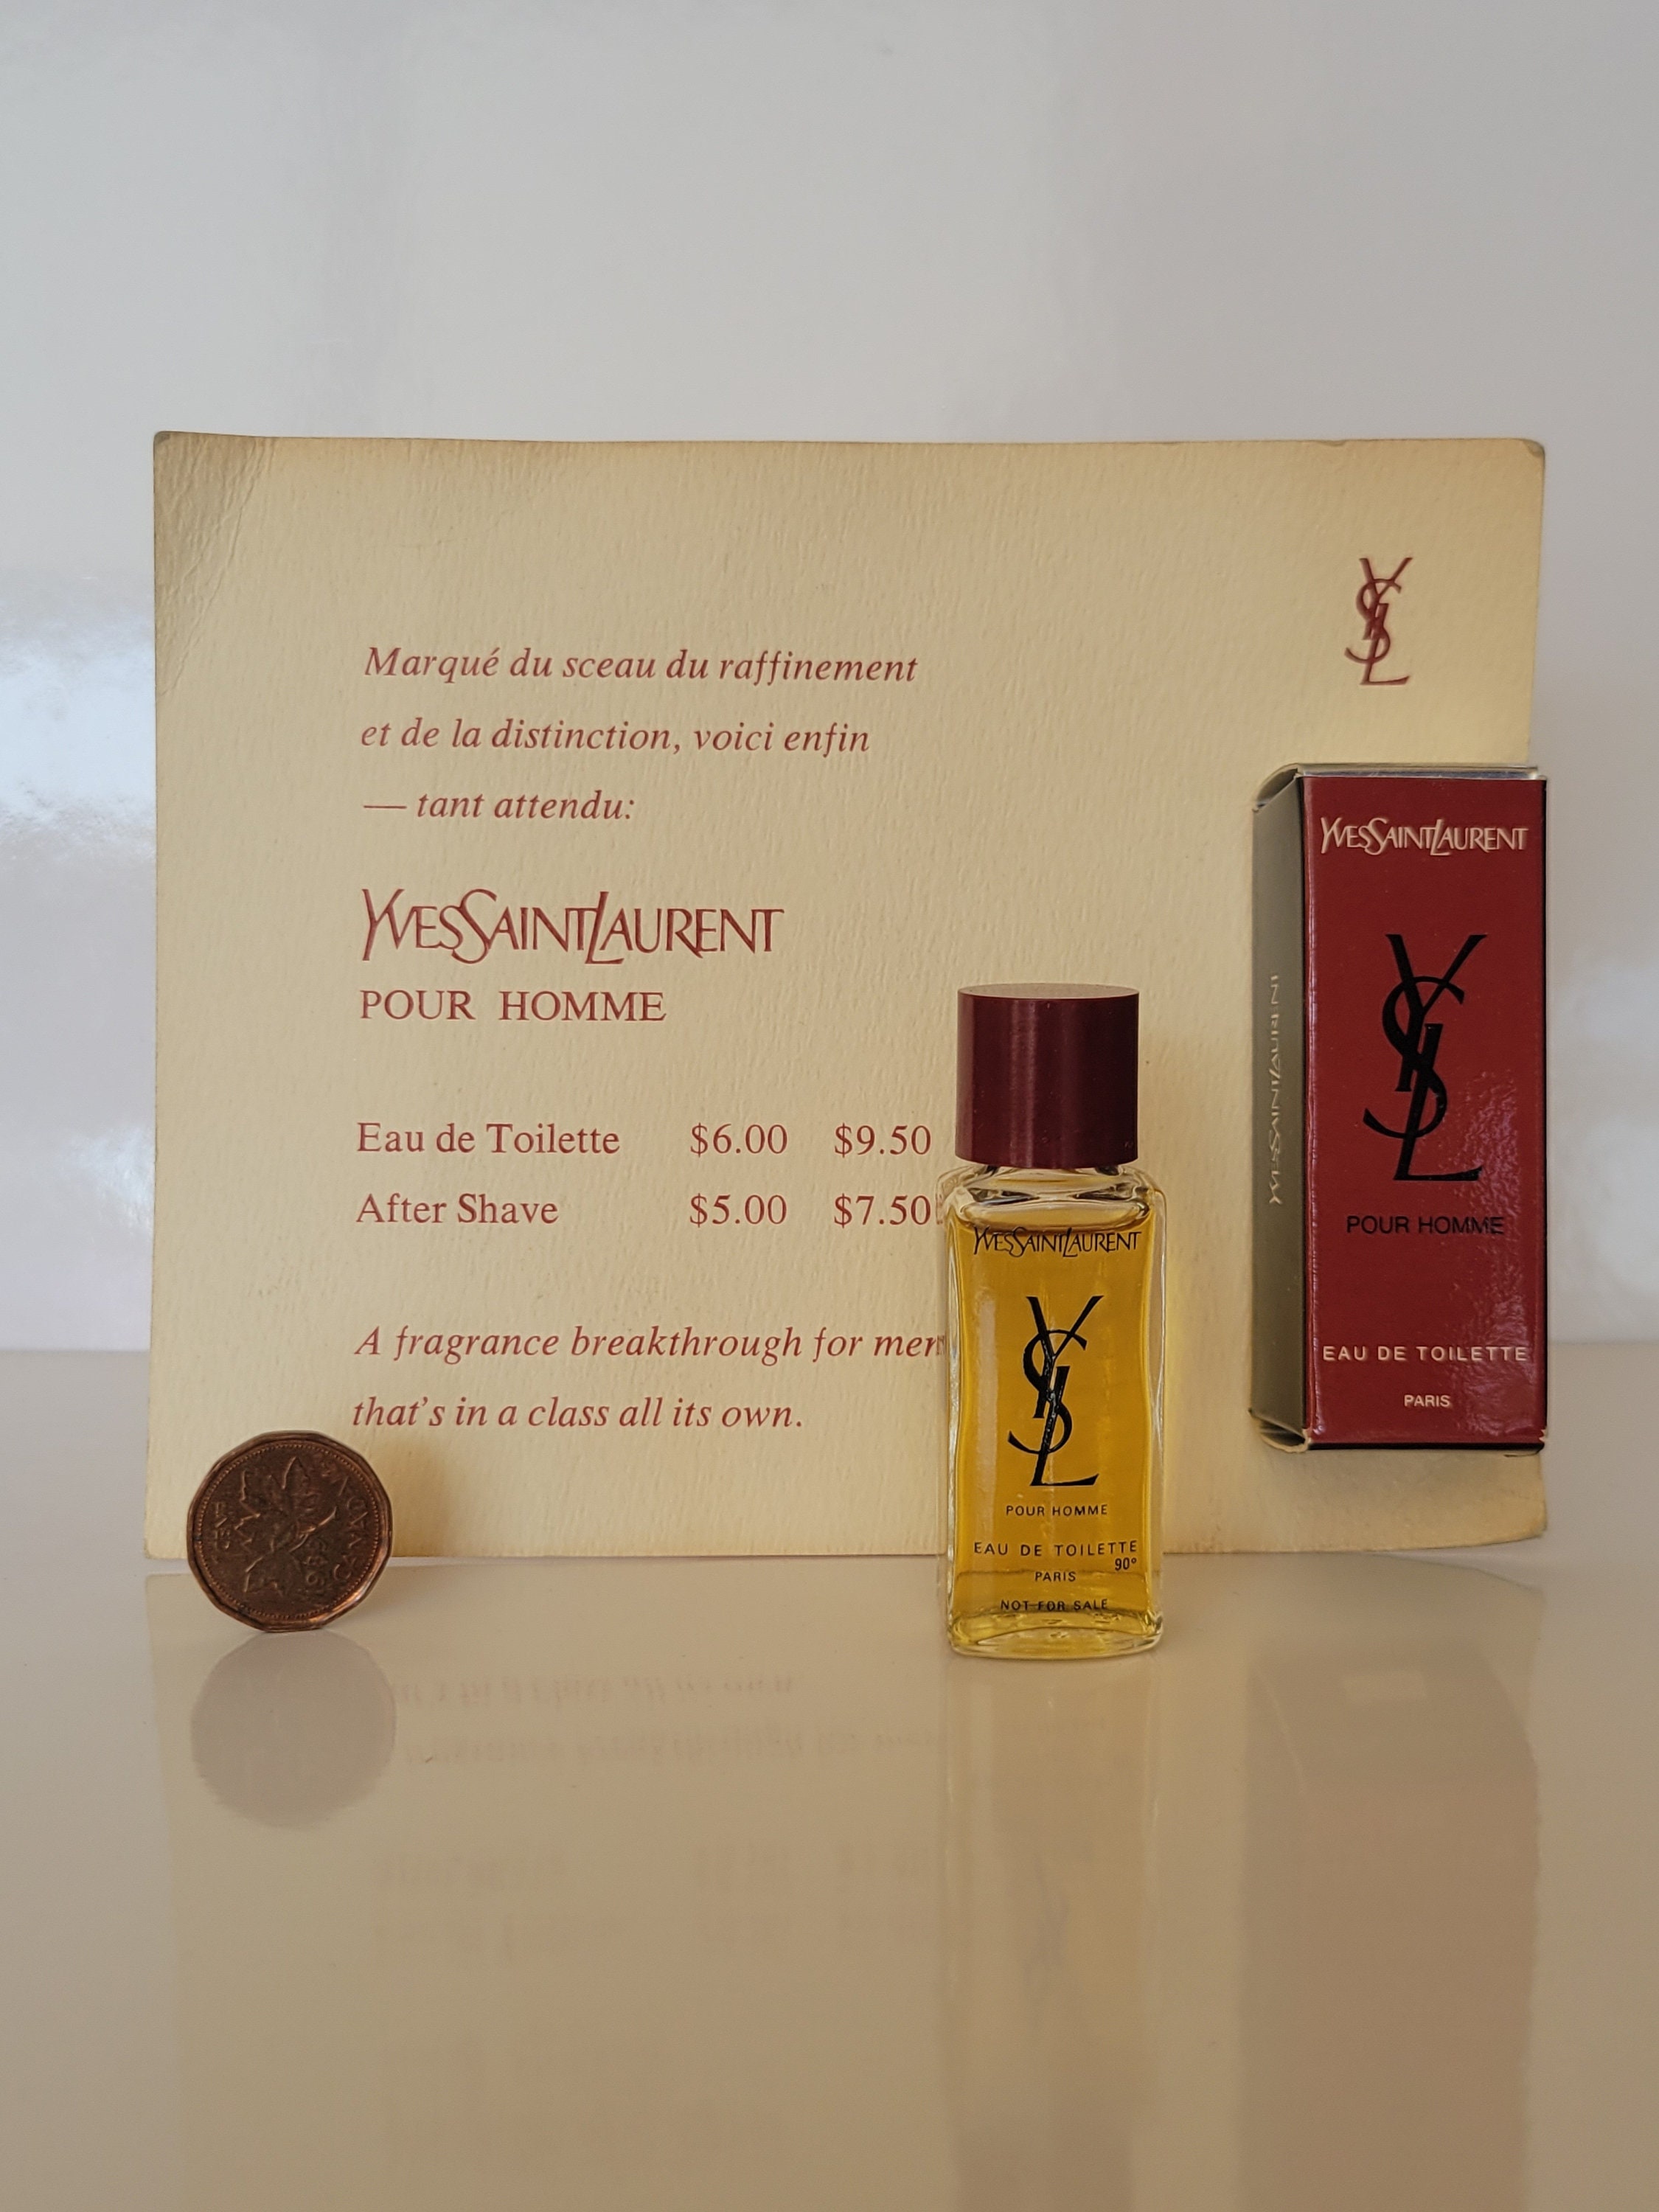 YSL
Marqué du sceau du raffinement
et de la distinction, voici enfin
— tant attendu:
YVESSAINTLAURENT
POUR HOMME
Eau de Toilette $6.00 $9.50
After Shave $5.00 $7.50
A fragrance breakthrough for men
that's in a class all its own.
YVESSAINTLAURENT
YSL
POUR HOMME
EAU DE TOILETTE
90°
PARIS
NOT FOR SALE
YVESSAINTLAURENT
YVESSAINTLAURENT
YSL
POUR HOMME
EAU DE TOILETTE
PARIS
CANADA
1 CENT